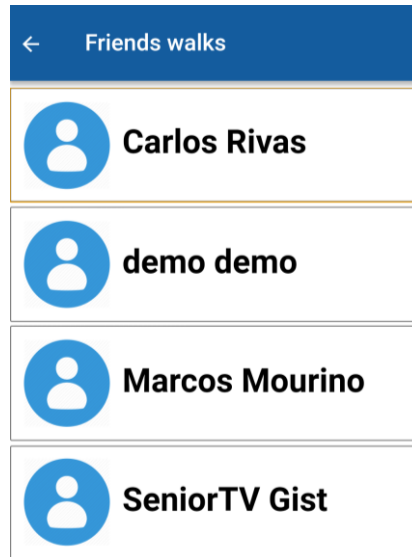 Friends walks
Carlos Rivas
demo demo
Marcos Mourino
SeniorTV Gist